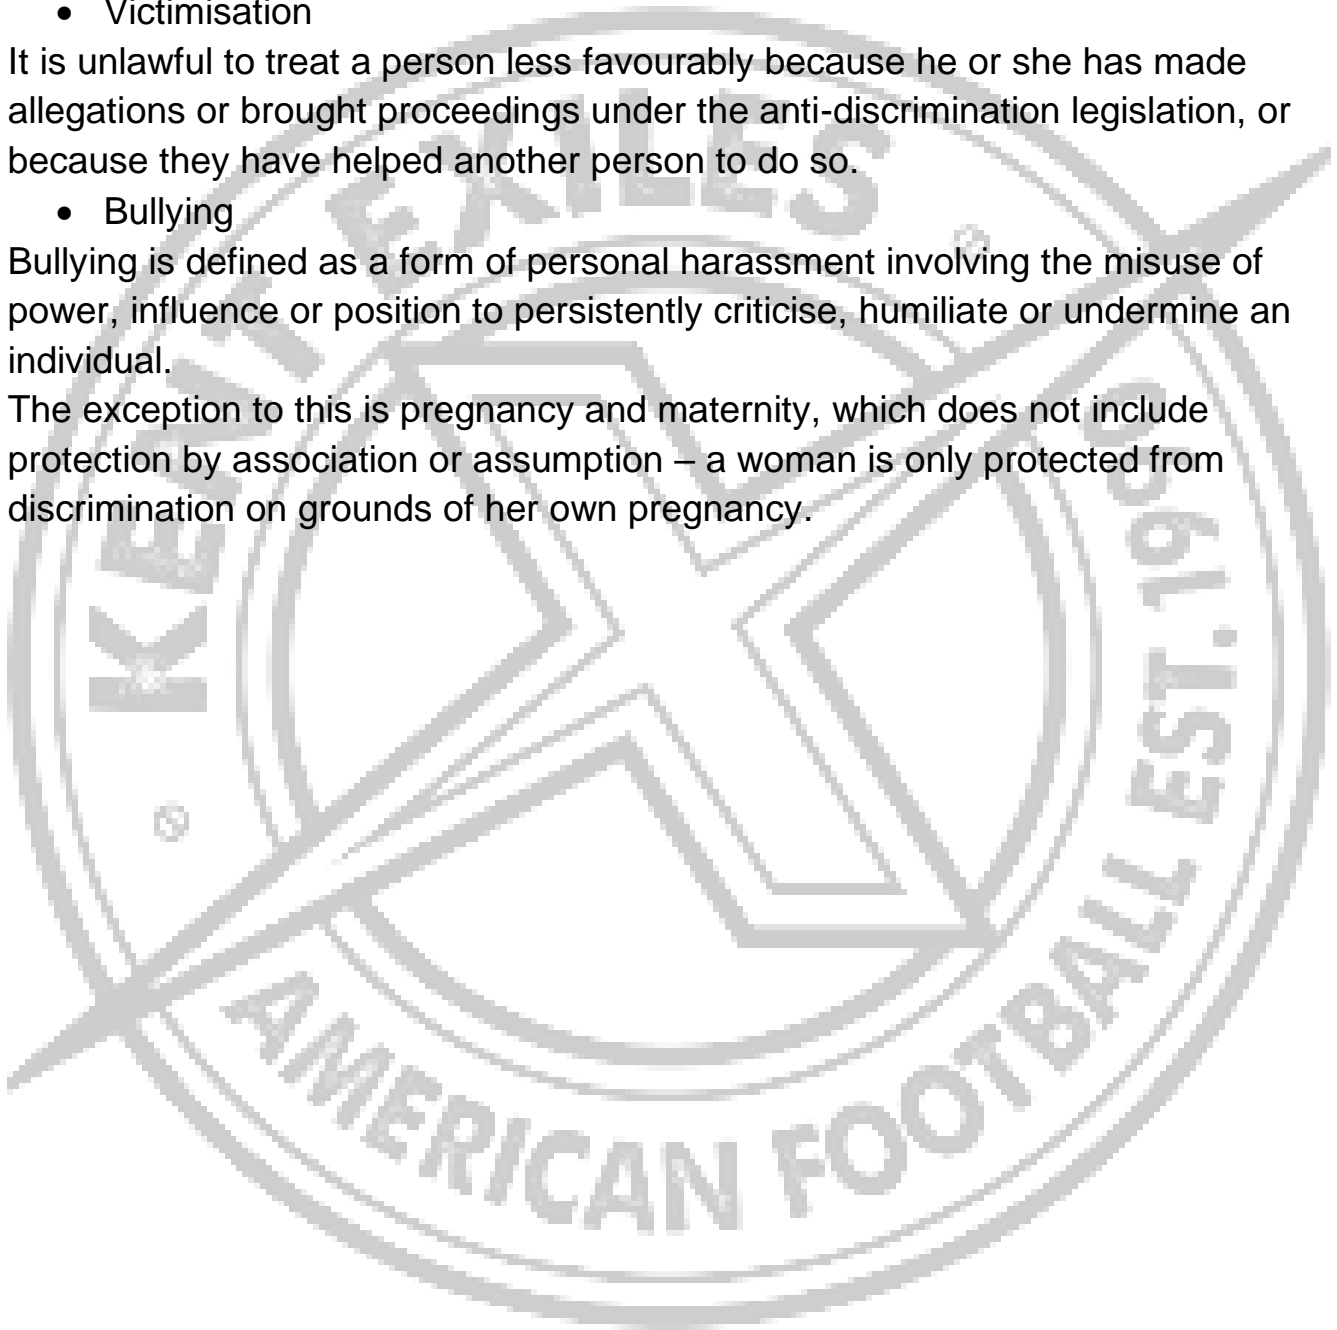 • Victimisation
It is unlawful to treat a person less favourably because he or she has made
allegations or brought proceedings under the anti-discrimination legislation, or
because they have helped another person to do so.
• Bullying
Bullying is defined as a form of personal harassment involving the misuse of
power, influence or position to persistently criticise, humiliate or undermine an
individual.
The exception to this is pregnancy and maternity, which does not include
protection by association or assumption – a woman is only protected from
discrimination on grounds of her own pregnancy.
KENT EXILES
AMERICAN FOOTBALL EST.